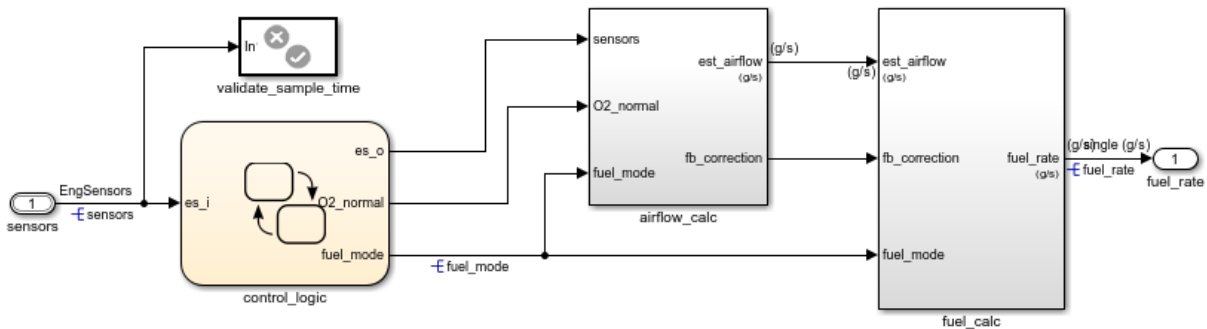 In
validate_sample_time
1
sensors
EngSensors
sensors
es_i
es_o
O2_normal
fuel_mode
control_logic
fuel_mode
sensors
O2_normal
fuel_mode
est_airflow
(g/s)
fb_correction
airflow_calc
(g/s)
(g/s)
est_airflow
(g/s)
fb_correction
fuel_mode
fuel_rate
(g/s)
fuel_calc
(g/s)
single (g/s)
fuel_rate
1
fuel_rate